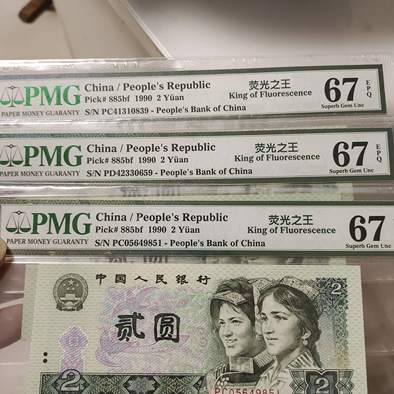 PMG
PAPER MONEY GUARANTY
China / People's Republic
Pick# 885bf 1990 2 Yüan
S/N PC41310839 - People's Bank of China
荧光之王
King of Fluorescence
67 EPQ
Superb Gem Unc
PMG
PAPER MONEY GUARANTY
China / People's Republic
Pick# 885bf 1990 2 Yüan
S/N PD42330659 - People's Bank of China
荧光之王
King of Fluorescence
67 EPQ
Superb Gem Unc
PMG
PAPER MONEY GUARANTY
China / People's Republic
Pick# 885bf 1990 2 Yüan
S/N PC05649851 - People's Bank of China
荧光之王
King of Fluorescence
67
Superb Gem Unc
中国人民银行
贰圆
2
PC05649851
2
2